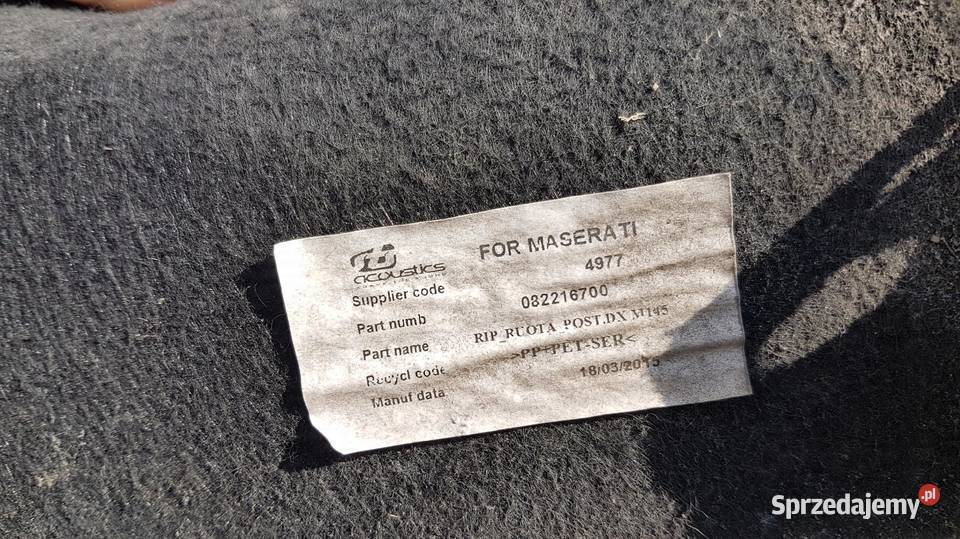 acoustics
FOR MASERATI
Supplier code 4977
Part numb 082216700
Part name RIP_RUOTA_POST.DX M145
Recycl code >PP+PET-SER<
Manuf data 18/03/2015
Sprzedajemy.pl